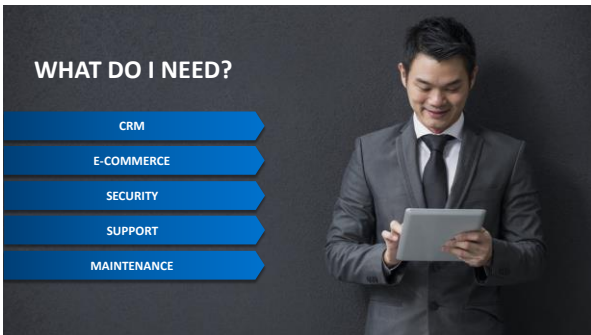 WHAT DO I NEED?
CRM
E-COMMERCE
SECURITY
SUPPORT
MAINTENANCE